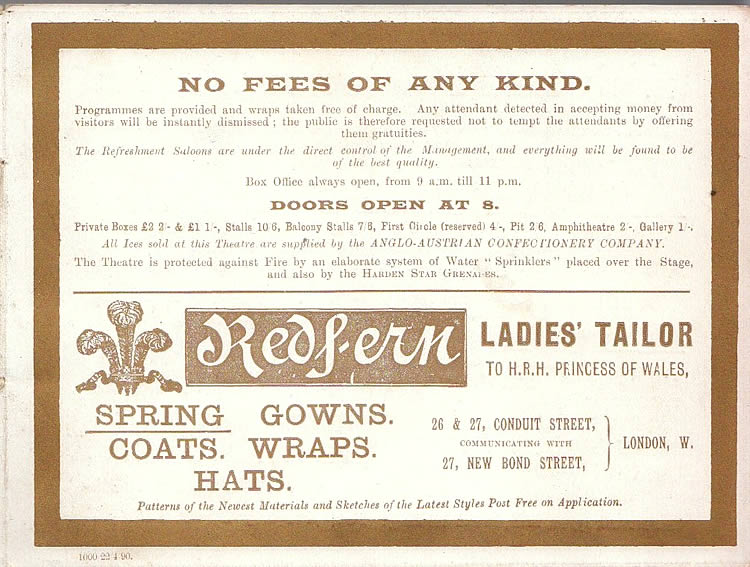 NO FEES OF ANY KIND.
Programmes are provided and wraps taken free of charge. Any attendant detected in accepting money from
visitors will be instantly dismissed; the public is therefore requested not to tempt the attendants by offering
them gratuities.
The Refreshment Saloons are under the direct control of the Management, and everything will be found to be
of the best quality.
Box Office always open, from 9 a.m. till 11 p.m.
DOORS OPEN AT 8.
Private Boxes £2 2- & £1 1-, Stalls 10 6, Balcony Stalls 7/6, First Circle (reserved) 4-, Pit 2 6, Amphitheatre 2-, Gallery 1-.
All Ices sold at this Theatre are supplied by the ANGLO-AUSTRIAN CONFECTIONERY COMPANY.
The Theatre is protected against Fire by an elaborate system of Water "Sprinklers" placed over the Stage,
and also by the HARDEN STAR GRENADES.
Redfern
LADIES' TAILOR
TO H.R.H. PRINCESS OF WALES,
SPRING GOWNS.
COATS. WRAPS.
HATS.
26 & 27, CONDUIT STREET,
COMMUNICATING WITH
27, NEW BOND STREET,
LONDON, W.
Patterns of the Newest Materials and Sketches of the Latest Styles Post Free on Application.
1000 22 4 90.